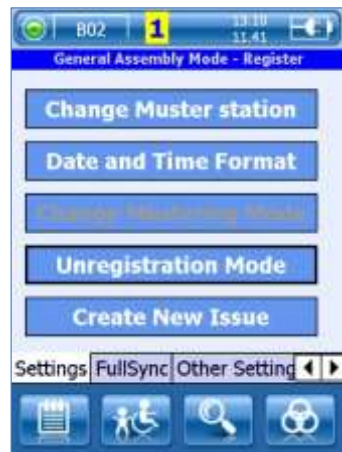 B02
1
13.10
11.41
General Assembly Mode - Register
Change Muster station
Date and Time Format
Change Mustering Mode
Unregistration Mode
Create New Issue
Settings FullSync Other Setting